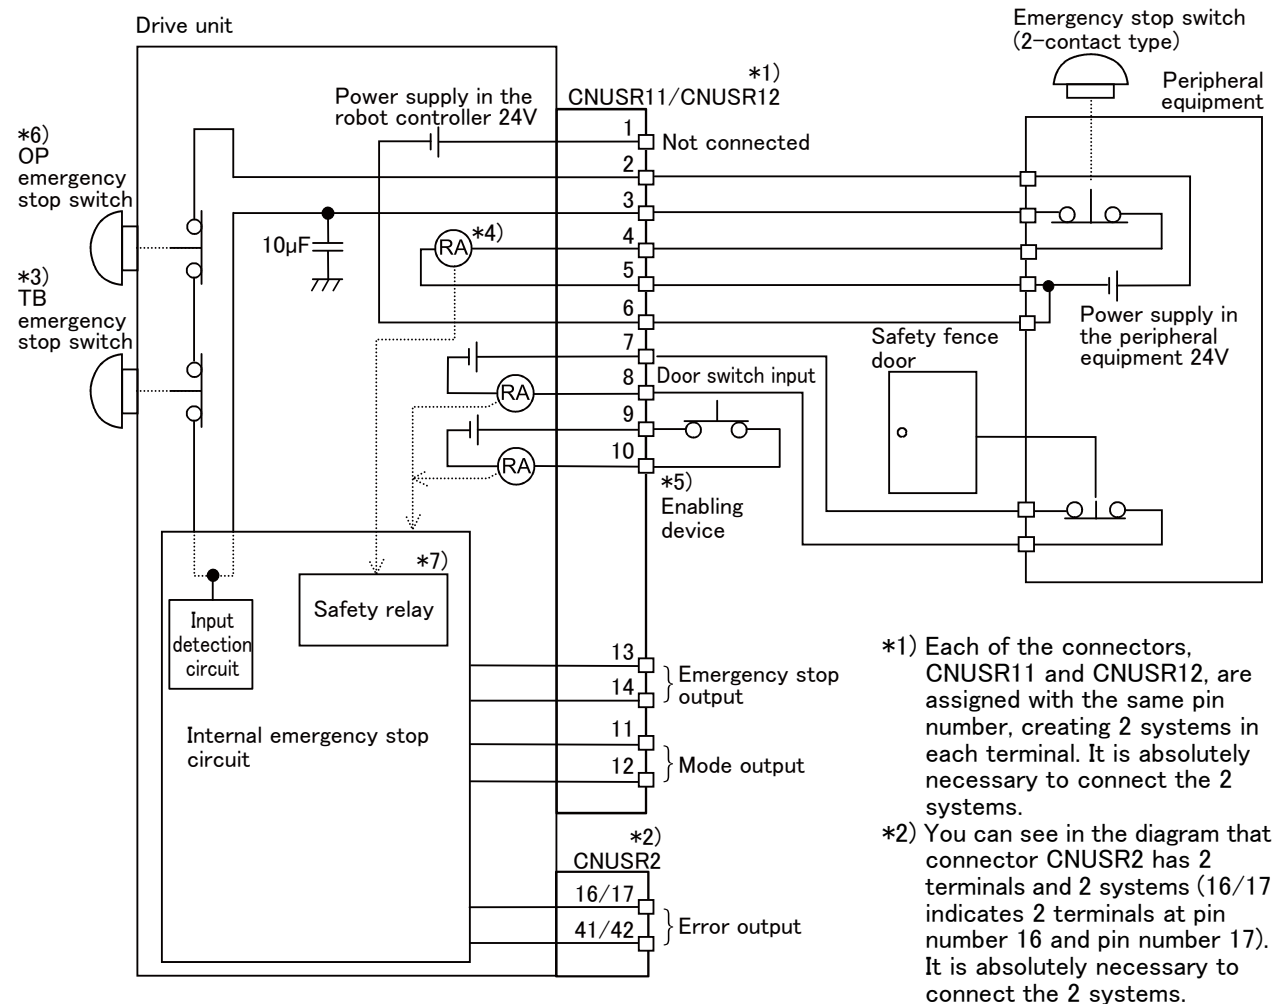 Drive unit
Emergency stop switch
(2-contact type)
Peripheral
equipment
*1)
CNUSR11/CNUSR12
Power supply in the
robot controller 24V
*6)
OP
emergency
stop switch
*3)
TB
emergency
stop switch
10μF
RA
*4)
1
Not connected
2
3
4
5
6
7
8
9
10
Power supply in
the peripheral
equipment 24V
Safety fence
door
Door switch input
RA
RA
*5)
Enabling
device
*7)
Safety relay
Input
detection
circuit
Internal emergency stop
circuit
13
14
Emergency stop
output
11
12
Mode output
*2)
CNUSR2
16/17
41/42
Error output
*1) Each of the connectors,
CNUSR11 and CNUSR12, are
assigned with the same pin
number, creating 2 systems in
each terminal. It is absolutely
necessary to connect the 2
systems.
*2) You can see in the diagram that
connector CNUSR2 has 2
terminals and 2 systems (16/17
indicates 2 terminals at pin
number 16 and pin number 17).
It is absolutely necessary to
connect the 2 systems.